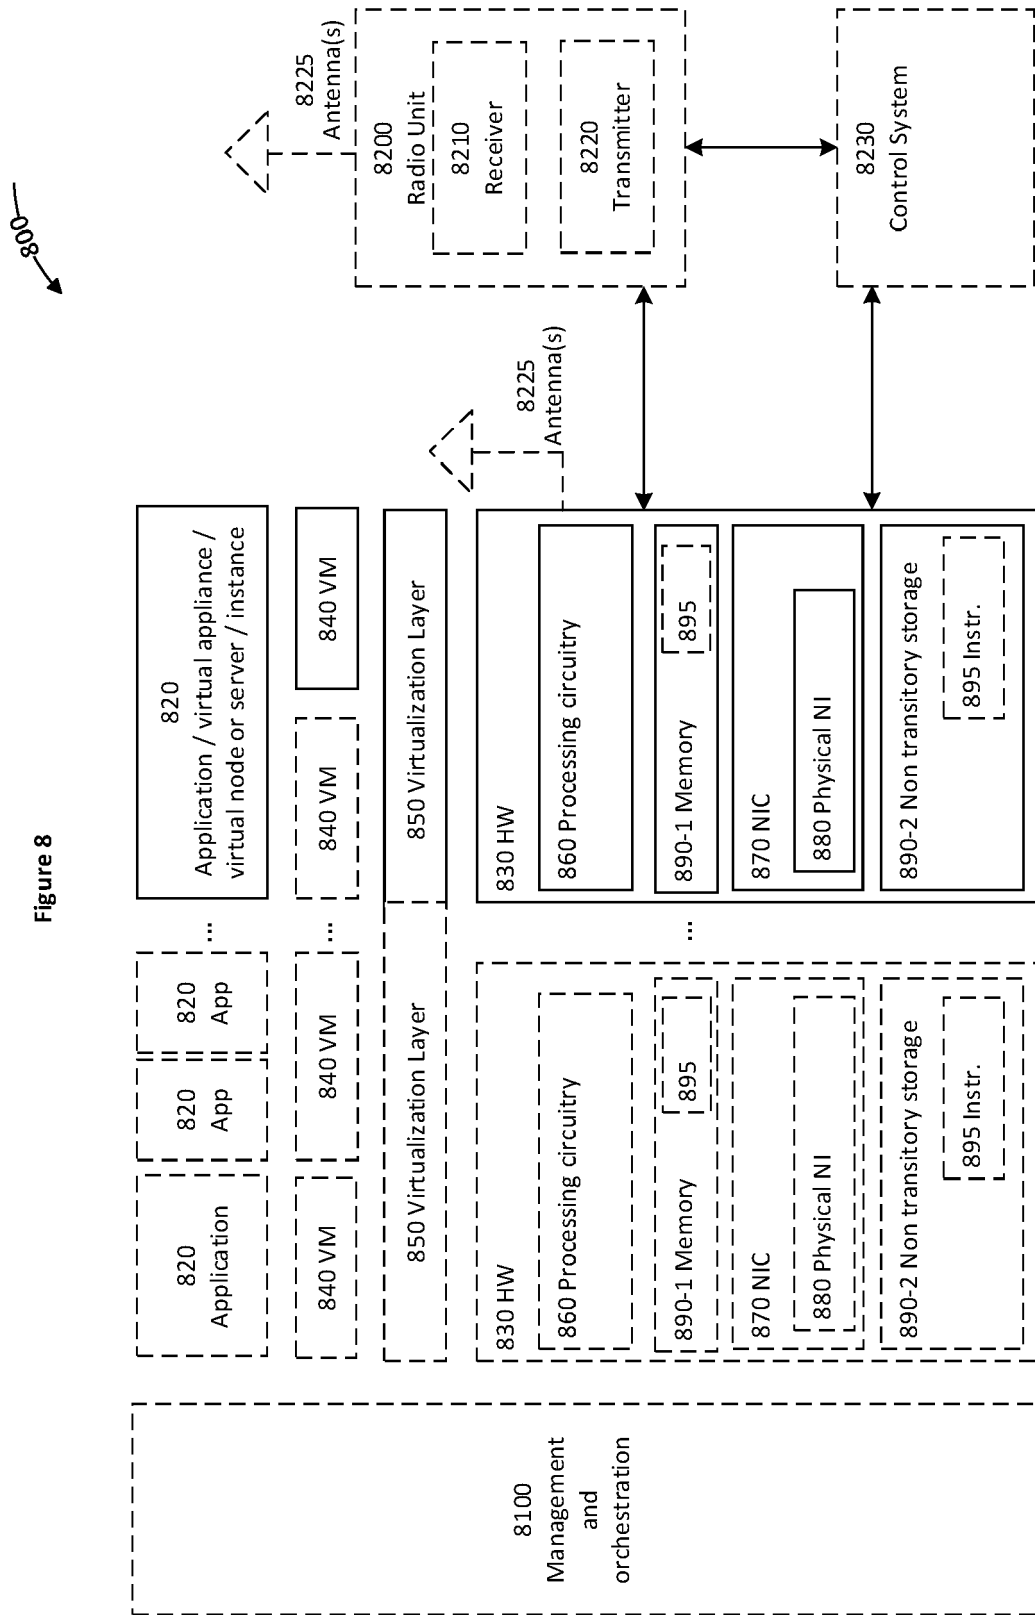 Figure 8
800
8100
Management
and
orchestration
820
Application
820
App
820
App
...
820
Application / virtual appliance /
virtual node or server / instance
840 VM
840 VM
...
840 VM
840 VM
850 Virtualization Layer
850 Virtualization Layer
830 HW
860 Processing circuitry
890-1 Memory
895
870 NIC
880 Physical NI
890-2 Non transitory storage
895 Instr.
...
830 HW
860 Processing circuitry
890-1 Memory
895
870 NIC
880 Physical NI
890-2 Non transitory storage
895 Instr.
8225
Antenna(s)
8225
Antenna(s)
8200
Radio Unit
8210
Receiver
8220
Transmitter
8230
Control System